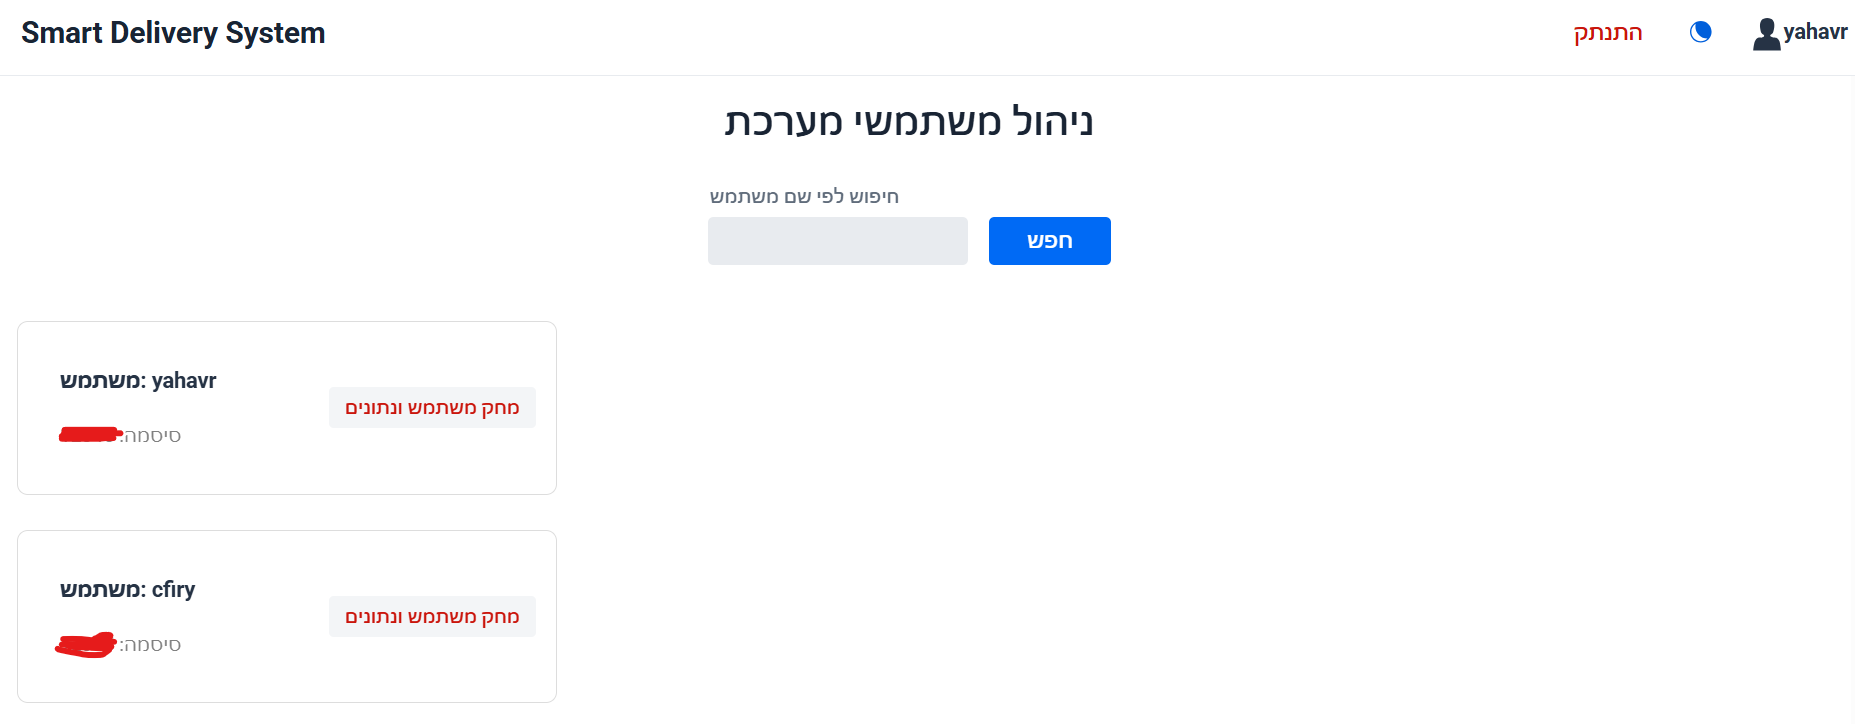 Smart Delivery System
התנתק
yahavr
ניהול משתמשי מערכת
חיפוש לפי שם משתמש
חפש
משתמש: yahavr
מחק משתמש ונתונים
סיסמה:
משתמש: cfiry
מחק משתמש ונתונים
סיסמה: